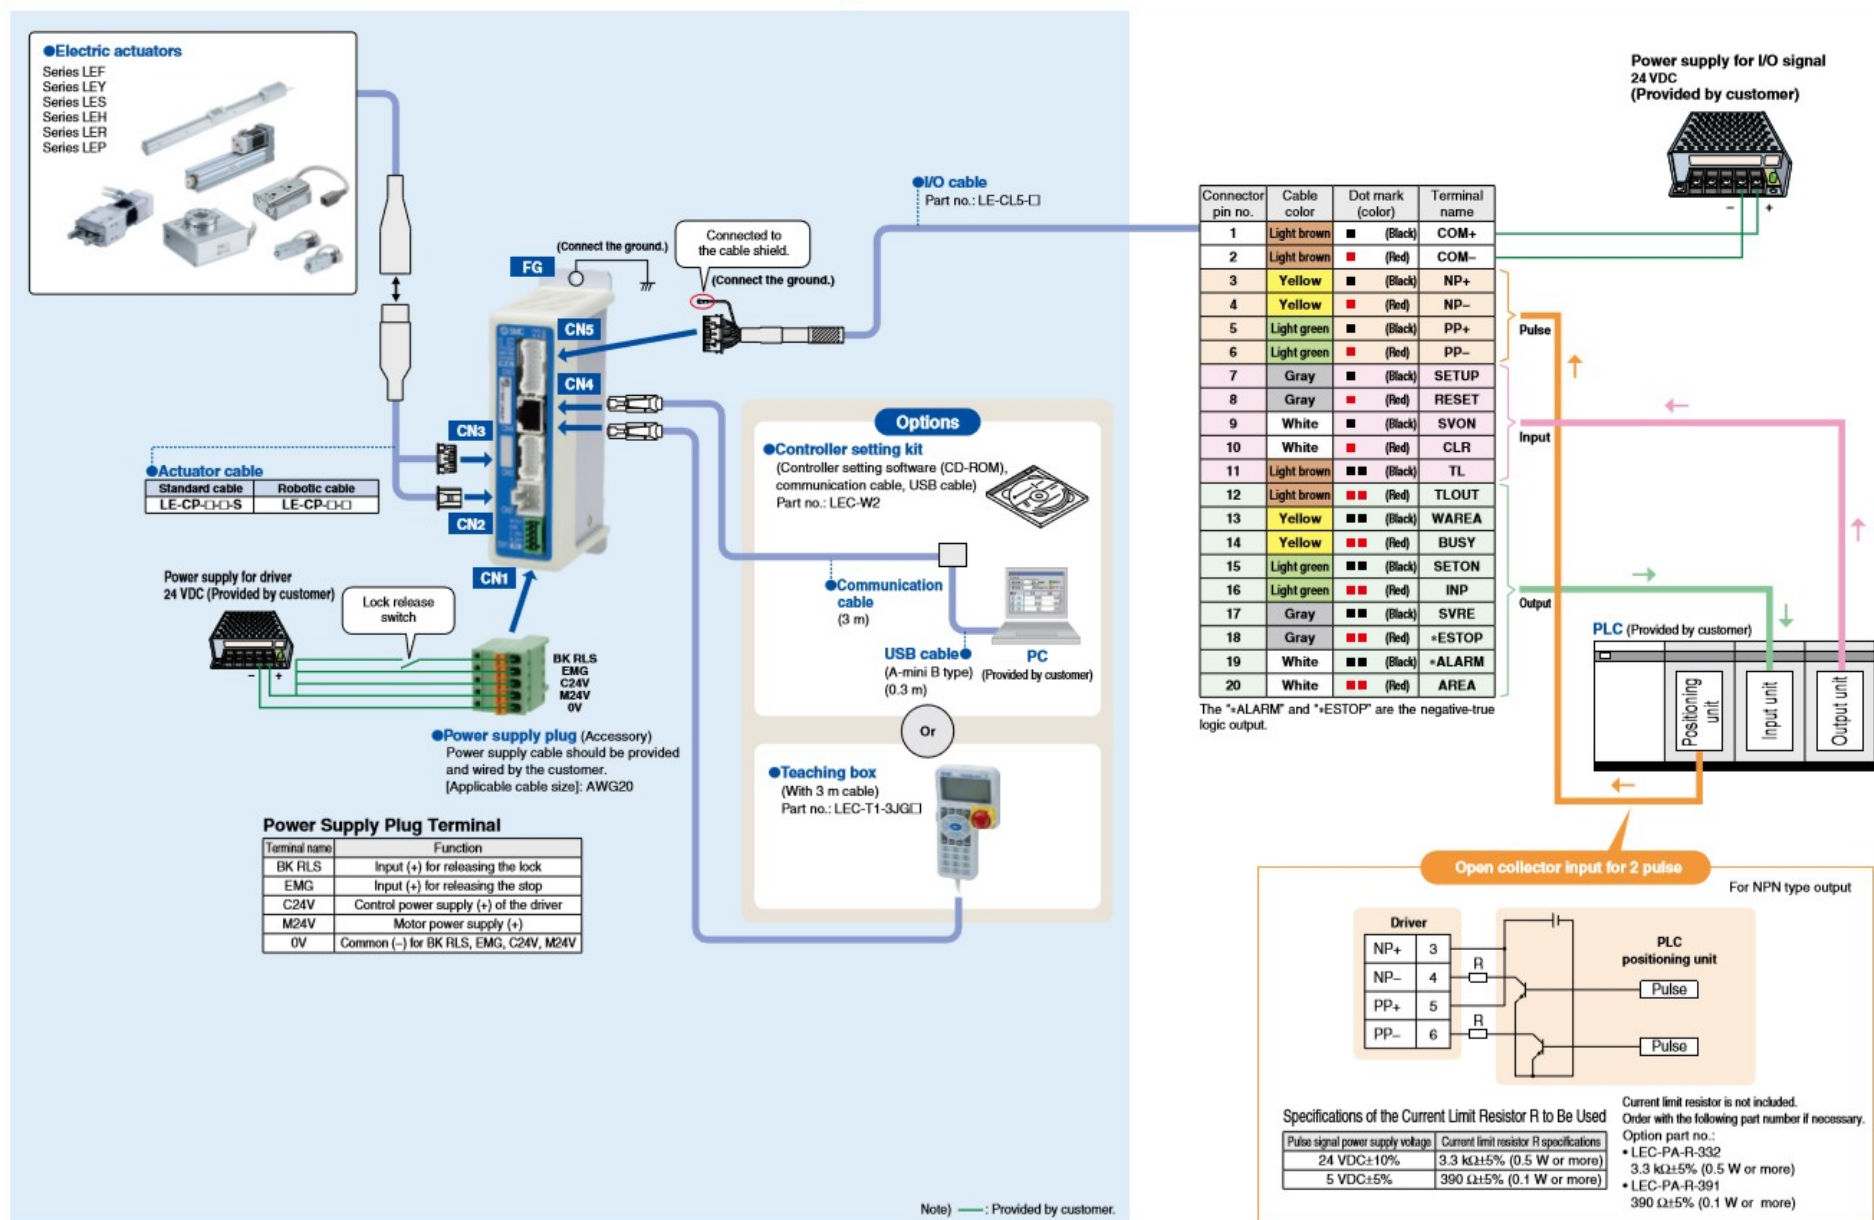 ●Electric actuators
Series LEF
Series LEY
Series LES
Series LEH
Series LER
Series LEP
●I/O cable
Part no.: LE-CL5-□
Connected to
the cable shield.
(Connect the ground.)
(Connect the ground.)
FG
SMC
CN5
CN4
CN3
CN2
CN1
●Actuator cable
Standard cable Robotic cable
LE-CP-□-□-S LE-CP-□-□
Power supply for driver
24 VDC (Provided by customer)
Lock release
switch
− +
BK RLS
EMG
C24V
M24V
0V
●Power supply plug (Accessory)
Power supply cable should be provided
and wired by the customer.
[Applicable cable size]: AWG20
Power Supply Plug Terminal
Terminal name Function
BK RLS Input (+) for releasing the lock
EMG Input (+) for releasing the stop
C24V Control power supply (+) of the driver
M24V Motor power supply (+)
0V Common (−) for BK RLS, EMG, C24V, M24V
Options
●Controller setting kit
(Controller setting software (CD-ROM),
communication cable, USB cable)
Part no.: LEC-W2
●Communication
cable
(3 m)
USB cable●
(A-mini B type)
(0.3 m)
PC
(Provided by customer)
Or
●Teaching box
(With 3 m cable)
Part no.: LEC-T1-3JG□
Note) : Provided by customer.
Power supply for I/O signal
24 VDC
(Provided by customer)
− +
Connector pin no. Cable color Dot mark (color) Terminal name
1 Light brown ■ (Black) COM+
2 Light brown ■ (Red) COM−
3 Yellow ■ (Black) NP+
4 Yellow ■ (Red) NP−
5 Light green ■ (Black) PP+
6 Light green ■ (Red) PP−
7 Gray ■ (Black) SETUP
8 Gray ■ (Red) RESET
9 White ■ (Black) SVON
10 White ■ (Red) CLR
11 Light brown ■■ (Black) TL
12 Light brown ■■ (Red) TLOUT
13 Yellow ■■ (Black) WAREA
14 Yellow ■■ (Red) BUSY
15 Light green ■■ (Black) SETON
16 Light green ■■ (Red) INP
17 Gray ■■ (Black) SVRE
18 Gray ■■ (Red) ∗ESTOP
19 White ■■ (Black) ∗ALARM
20 White ■■ (Red) AREA
The "∗ALARM" and "∗ESTOP" are the negative-true
logic output.
Pulse
Input
Output
PLC (Provided by customer)
Positioning
unit
Input unit
Output unit
Open collector input for 2 pulse
For NPN type output
Driver
NP+ 3
NP− 4
PP+ 5
PP− 6
R
R
PLC
positioning unit
Pulse
Pulse
Specifications of the Current Limit Resistor R to Be Used
Pulse signal power supply voltage Current limit resistor R specifications
24 VDC±10% 3.3 kΩ±5% (0.5 W or more)
5 VDC±5% 390 Ω±5% (0.1 W or more)
Current limit resistor is not included.
Order with the following part number if necessary.
Option part no.:
• LEC-PA-R-332
3.3 kΩ±5% (0.5 W or more)
• LEC-PA-R-391
390 Ω±5% (0.1 W or more)